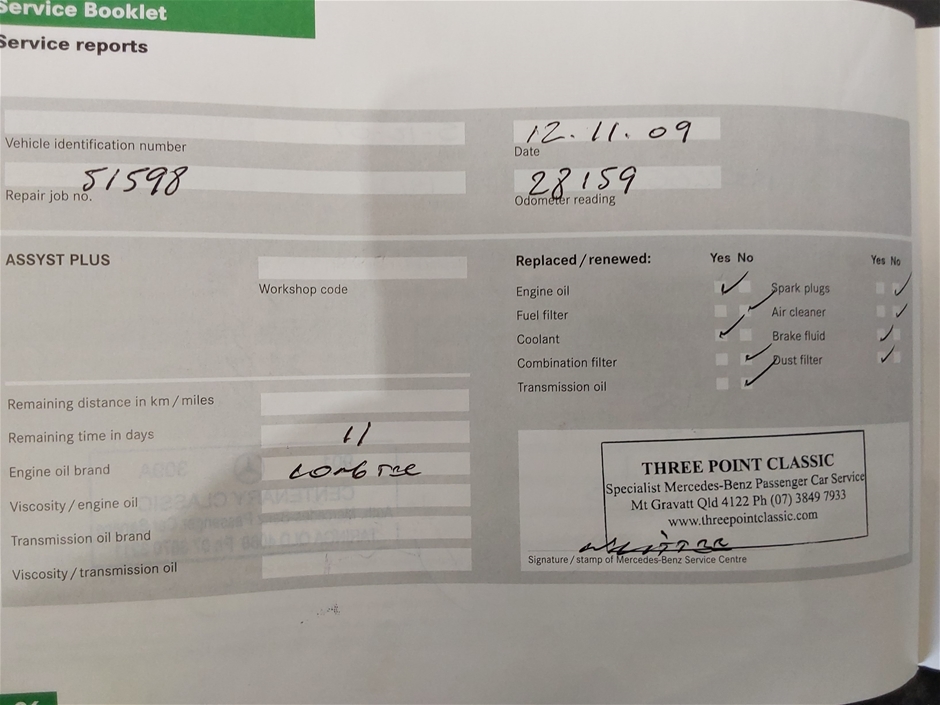 Service Booklet
Service reports
Vehicle identification number
12.11.09
Date
51598
Repair job no.
28159
Odometer reading
ASSYST PLUS
Workshop code
Replaced / renewed:
Yes No
Yes No
Engine oil
Spark plugs
Fuel filter
Air cleaner
Coolant
Brake fluid
Combination filter
Dust filter
Transmission oil
Remaining distance in km / miles
Remaining time in days
11
Engine oil brand
Viscosity / engine oil
Transmission oil brand
Viscosity / transmission oil
THREE POINT CLASSIC
Specialist Mercedes-Benz Passenger Car Service
Mt Gravatt Qld 4122 Ph (07) 3849 7933
www.threepointclassic.com
Signature / stamp of Mercedes-Benz Service Centre